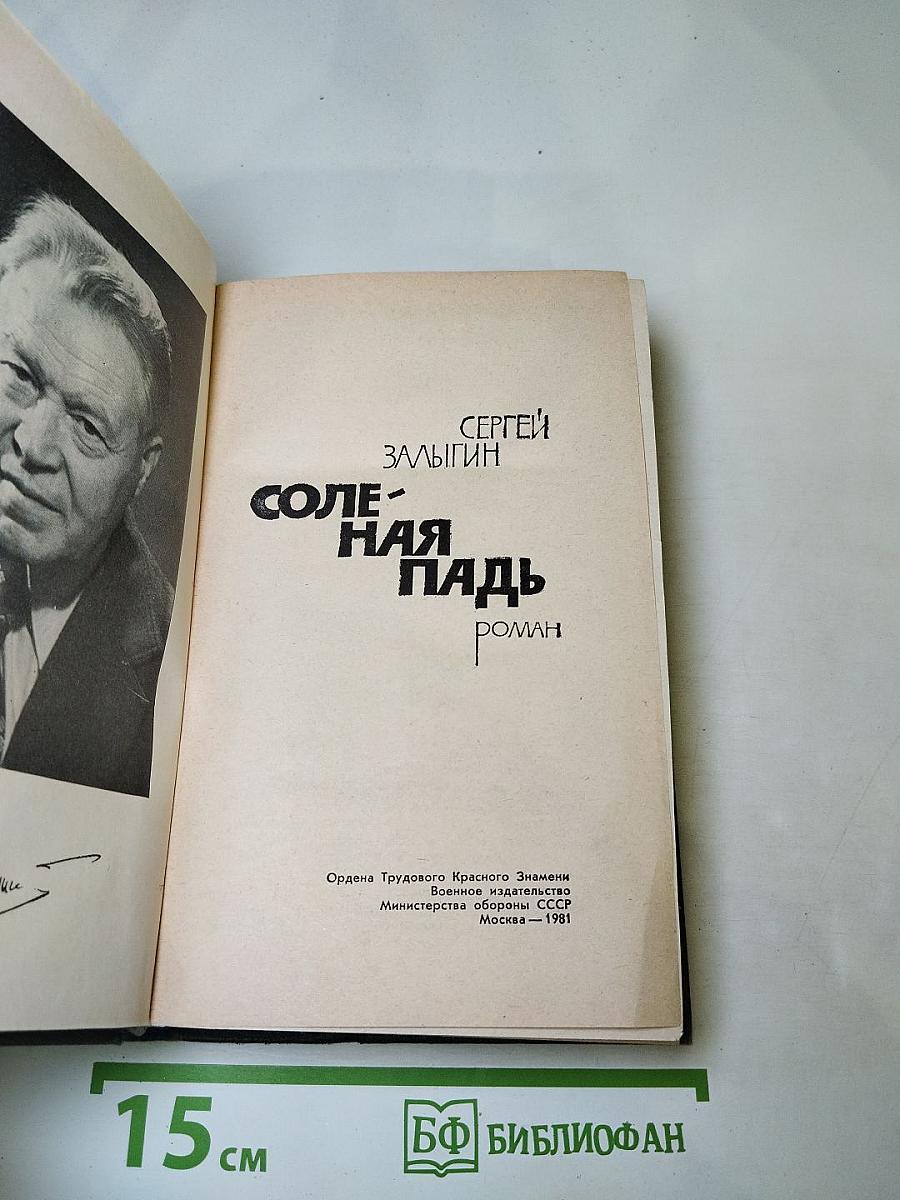 СЕРГЕЙ
ЗАЛЫГИН
СОЛЕ-
НАЯ
ПАДЬ
РОМАН
Ордена Трудового Красного Знамени
Военное издательство
Министерства обороны СССР
Москва — 1981
15 см
БФ БИБЛИОФАН